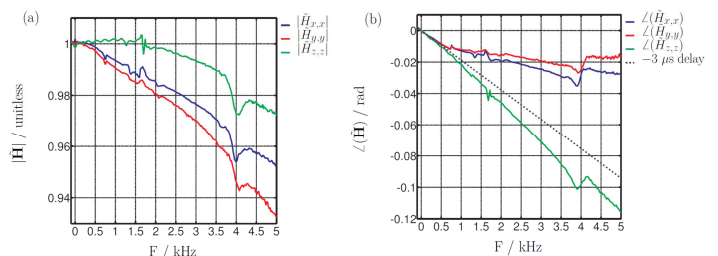 (a)
|H̃x,x|
|H̃y,y|
|H̃z,z|
1
0.98
0.96
0.94
|H̃| / unitless
0 0.5 1 1.5 2 2.5 3 3.5 4 4.5 5
F / kHz
(b)
∠(H̃x,x)
∠(H̃y,y)
∠(H̃z,z)
−3 μs delay
0
-0.02
-0.04
-0.06
-0.08
-0.1
-0.12
∠(H̃) / rad
0 0.5 1 1.5 2 2.5 3 3.5 4 4.5 5
F / kHz